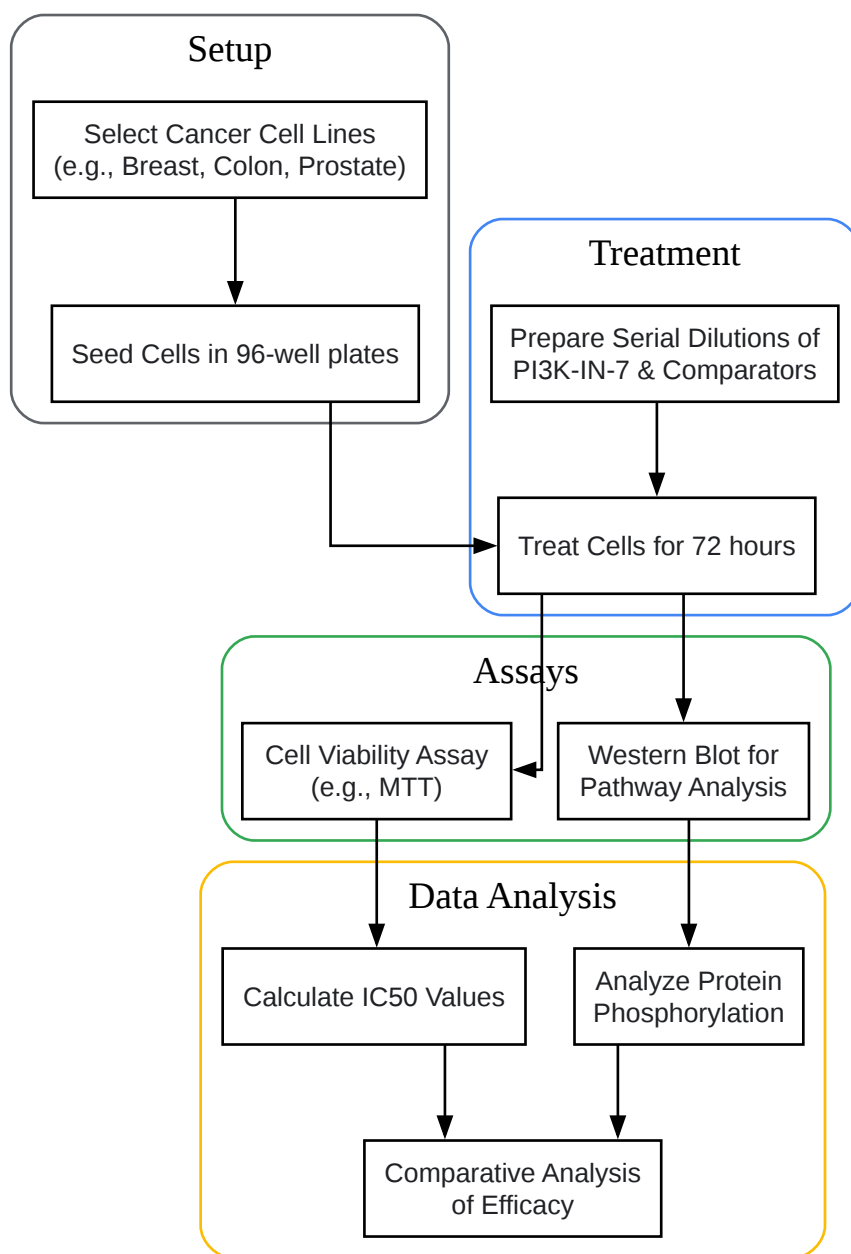 Setup
Select Cancer Cell Lines
(e.g., Breast, Colon, Prostate)
Seed Cells in 96-well plates
Treatment
Prepare Serial Dilutions of
PI3K-IN-7 & Comparators
Treat Cells for 72 hours
Assays
Cell Viability Assay
(e.g., MTT)
Western Blot for
Pathway Analysis
Data Analysis
Calculate IC50 Values
Analyze Protein
Phosphorylation
Comparative Analysis
of Efficacy